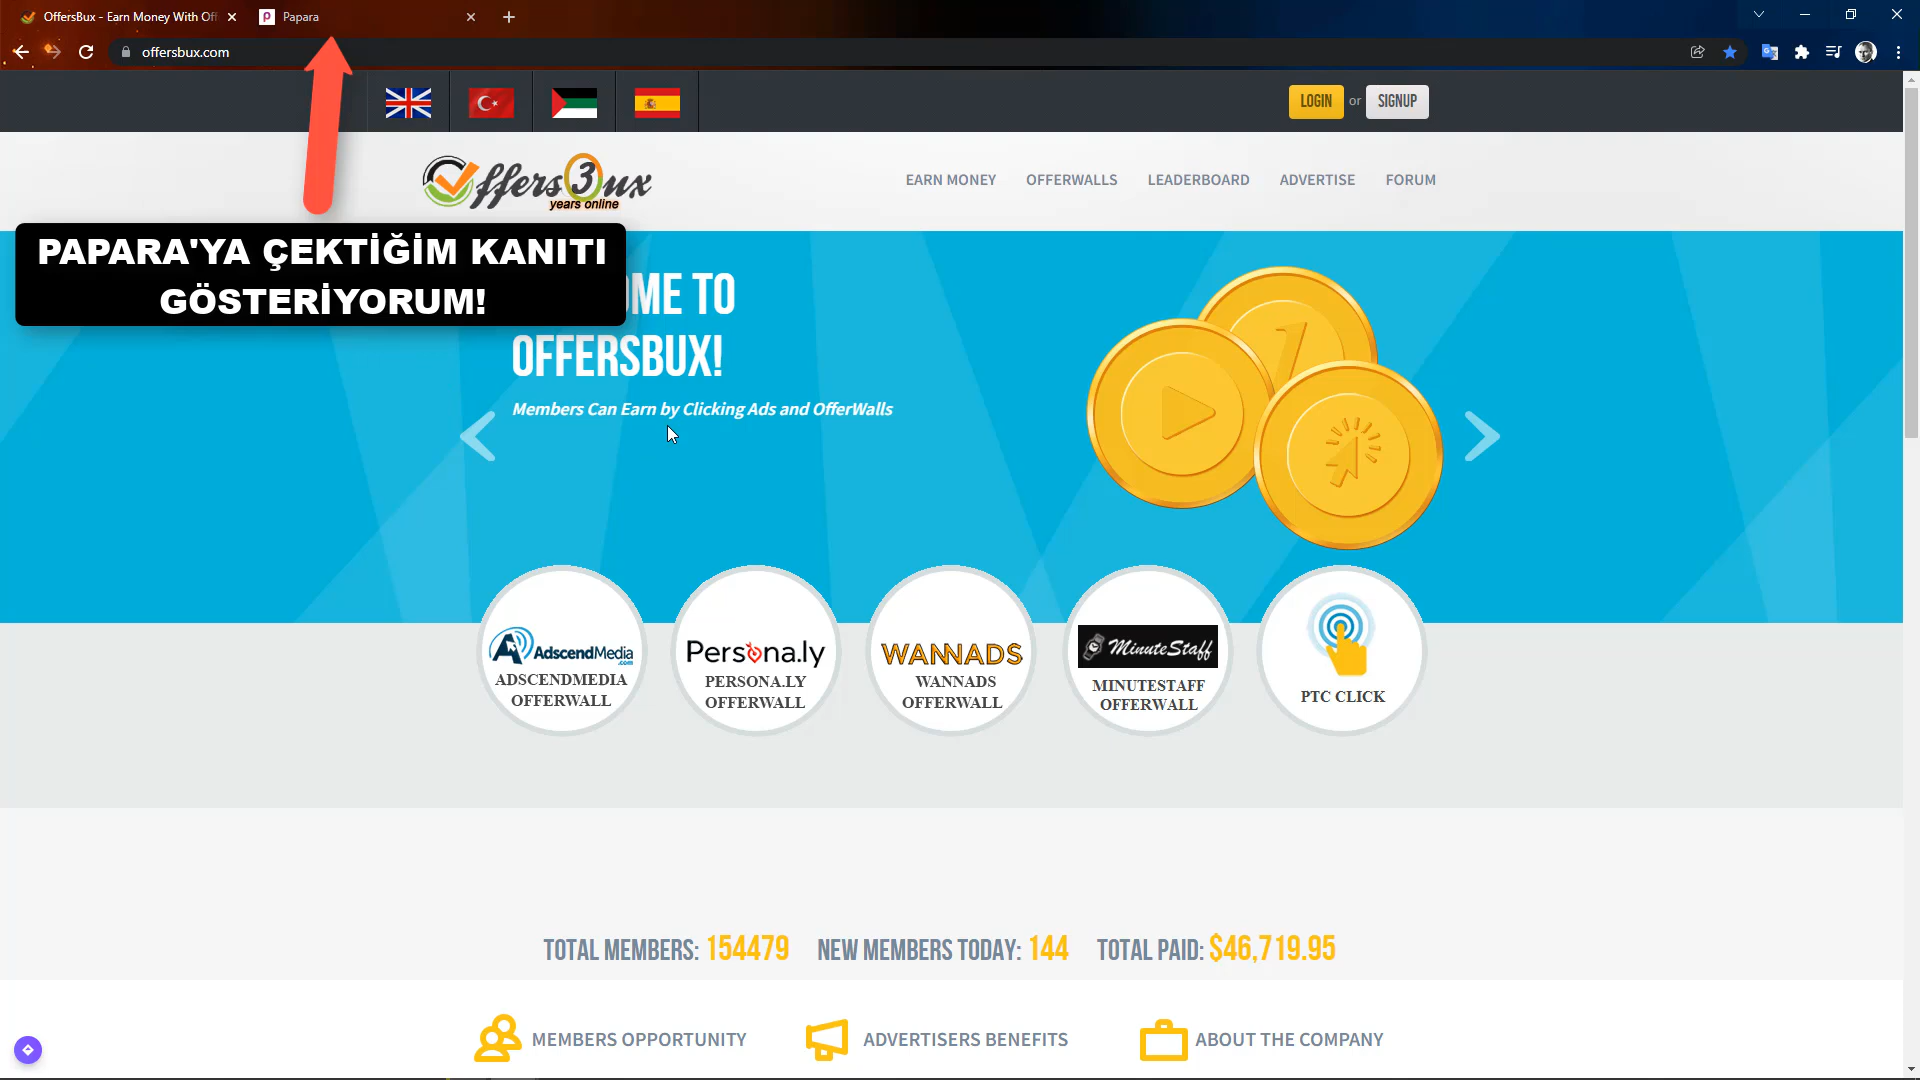 OffersBux - Earn Money With Off
Papara
offersbux.com
LOGIN or SIGNUP
Offers3ux
years online
EARN MONEY
OFFERWALLS
LEADERBOARD
ADVERTISE
FORUM
PAPARA'YA ÇEKTİĞİM KANITI
GÖSTERİYORUM!
OME TO
OFFERSBUX!
Members Can Earn by Clicking Ads and OfferWalls
AdscendMedia
.com
ADSCENDMEDIA
OFFERWALL
Persona.ly
PERSONA.LY
OFFERWALL
WANNADS
WANNADS
OFFERWALL
MinuteStaff
MINUTESTAFF
OFFERWALL
PTC CLICK
TOTAL MEMBERS: 154479
NEW MEMBERS TODAY: 144
TOTAL PAID: $46,719.95
MEMBERS OPPORTUNITY
ADVERTISERS BENEFITS
ABOUT THE COMPANY